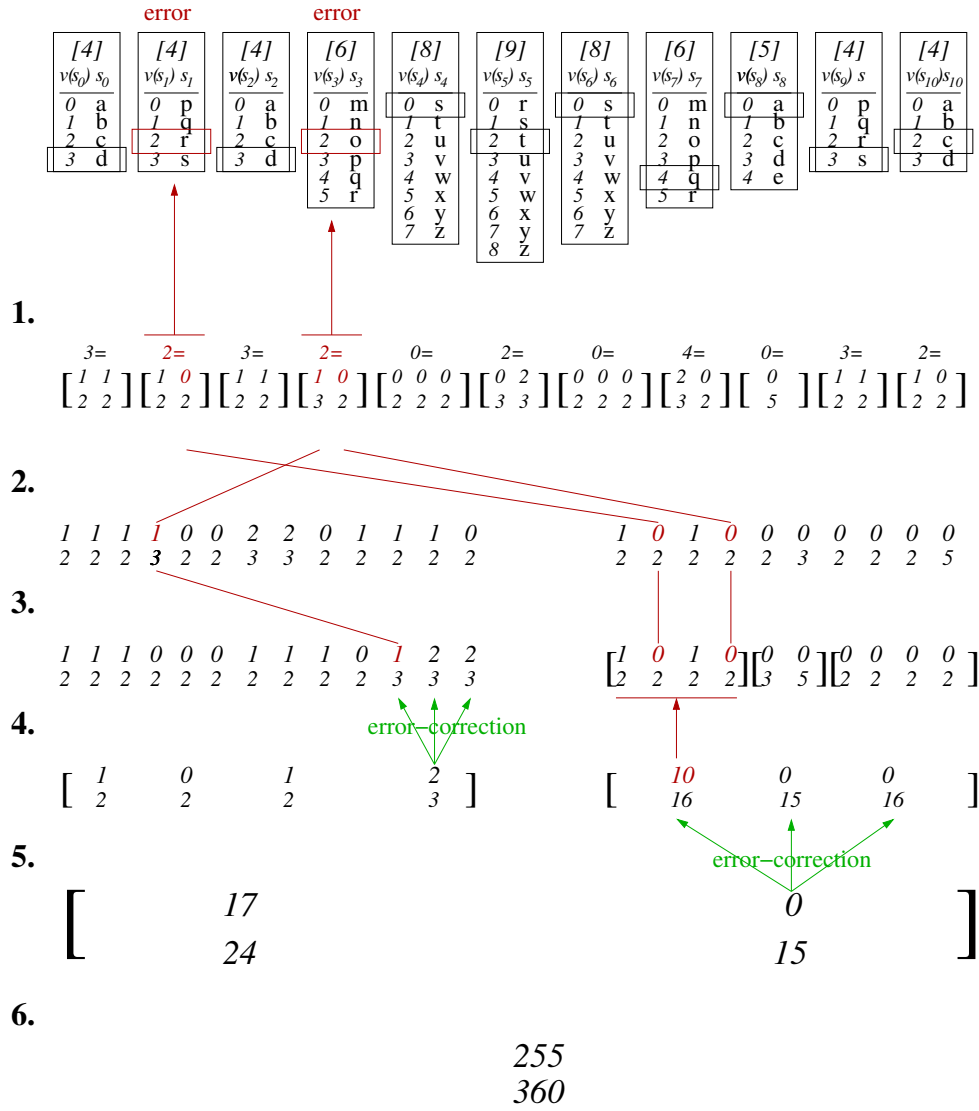 error error
[4] [4] [4] [6] [8] [9] [8] [6] [5] [4] [4]
v(s0) s0 v(s1) s1 v(s2) s2 v(s3) s3 v(s4) s4 v(s5) s5 v(s6) s6 v(s7) s7 v(s8) s8 v(s9) s v(s10) s10
0 a 0 p 0 a 0 m 0 s 0 r 0 s 0 m 0 a 0 p 0 a
1 b 1 q 1 b 1 n 1 t 1 s 1 t 1 n 1 b 1 q 1 b
2 c 2 r 2 c 2 o 2 u 2 t 2 u 2 o 2 c 2 r 2 c
3 d 3 s 3 d 3 p 3 v 3 u 3 v 3 p 3 d 3 s 3 d
4 q 4 w 4 v 4 w 4 q 4 e
5 r 5 x 5 w 5 x 5 r
6 y 6 x 6 y
7 z 7 y 7 z
8 z
1.
3= 2= 3= 2= 0= 2= 0= 4= 0= 3= 2=
[1 1] [1 0] [1 1] [1 0] [0 0 0] [0 2] [0 0 0] [2 0] [0] [1 1] [1 0]
[2 2] [2 2] [2 2] [3 2] [2 2 2] [3 3] [2 2 2] [3 2] [5] [2 2] [2 2]
2.
1 1 1 1 0 0 2 2 0 1 1 1 0 1 0 1 0 0 0 0 0 0 0
2 2 2 3 2 2 3 3 2 2 2 2 2 2 2 2 2 2 3 2 2 2 5
3.
1 1 1 0 0 0 1 1 1 0 1 2 2 [1 0 1 0] [0 0] [0 0 0 0]
2 2 2 2 2 2 2 2 2 2 3 3 3 [2 2 2 2] [3 5] [2 2 2 2]
4.
error-correction
[1 0 1 2] [10 0 0]
[2 2 2 3] [16 15 16]
5.
error-correction
[17 0]
[24 15]
6.
255
360